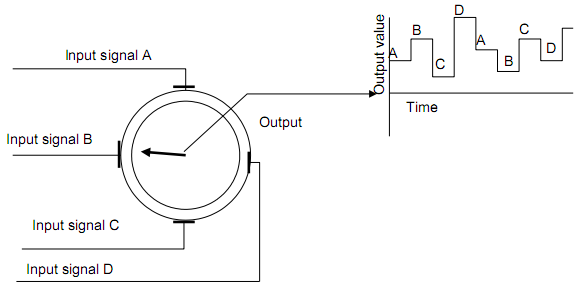 Input signal A
Input signal B
Input signal C
Input signal D
Output
Output value
A
B
C
D
A
B
C
D
Time